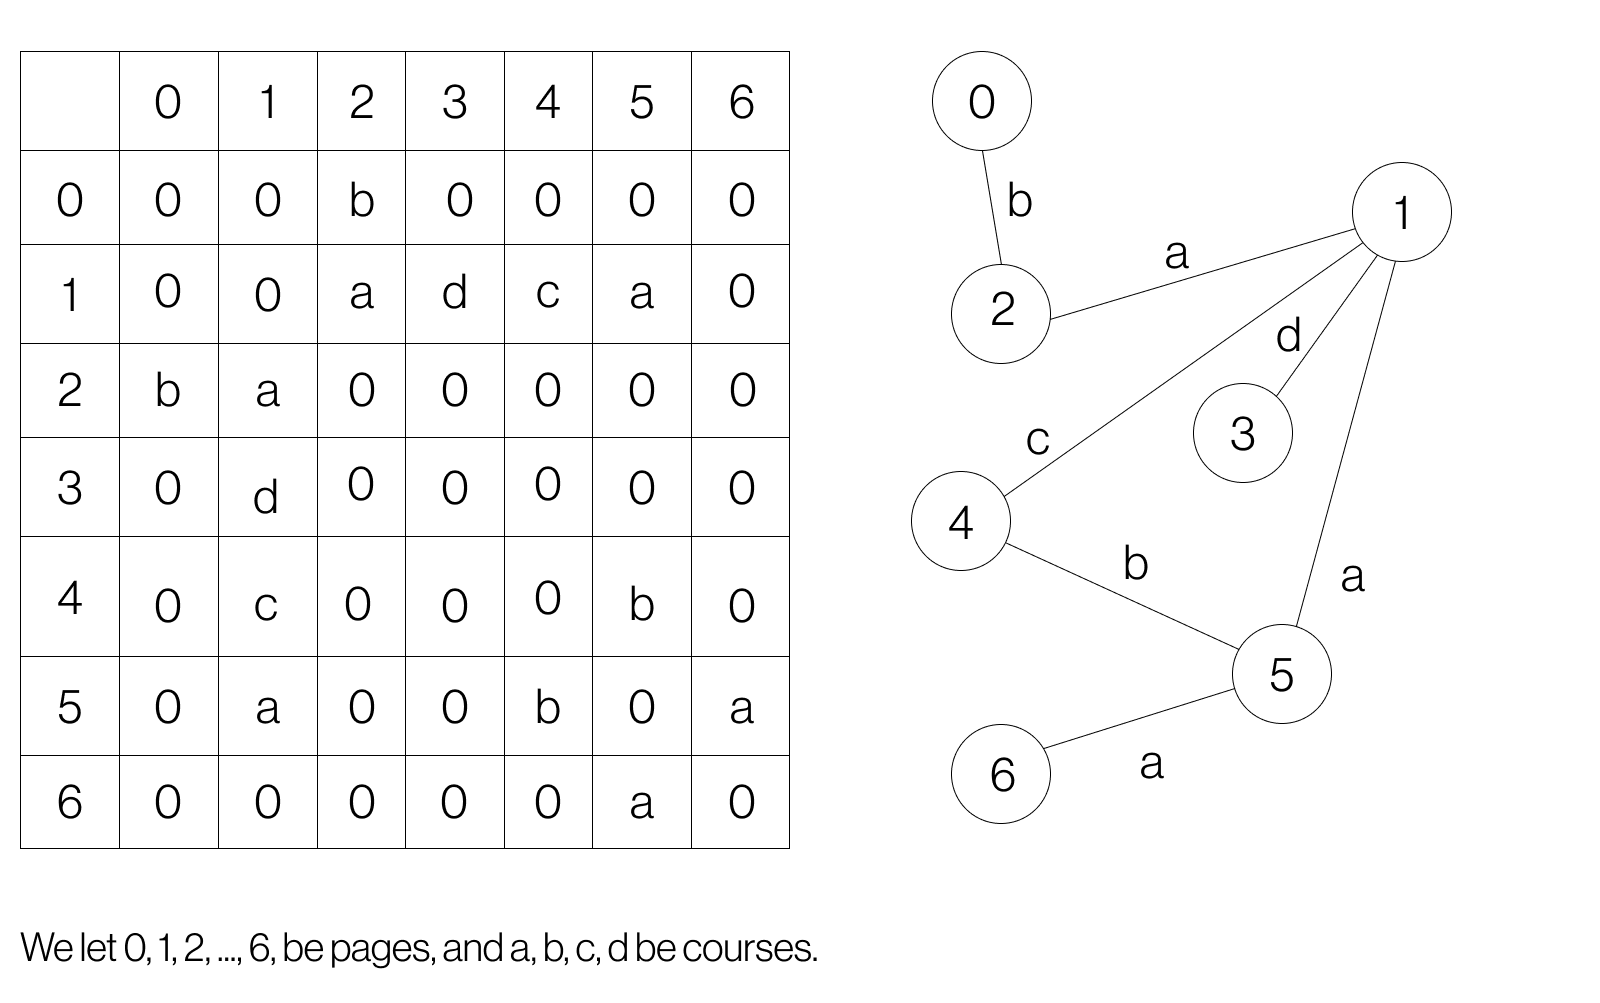 0 1 2 3 4 5 6
0 0 0 b 0 0 0 0
1 0 0 a d c a 0
2 b a 0 0 0 0 0
3 0 d 0 0 0 0 0
4 0 c 0 0 0 b 0
5 0 a 0 0 b 0 a
6 0 0 0 0 0 a 0
0
b
1
a
2
d
c
3
4
b
a
5
6
a
We let 0, 1, 2, ..., 6, be pages, and a, b, c, d be courses.